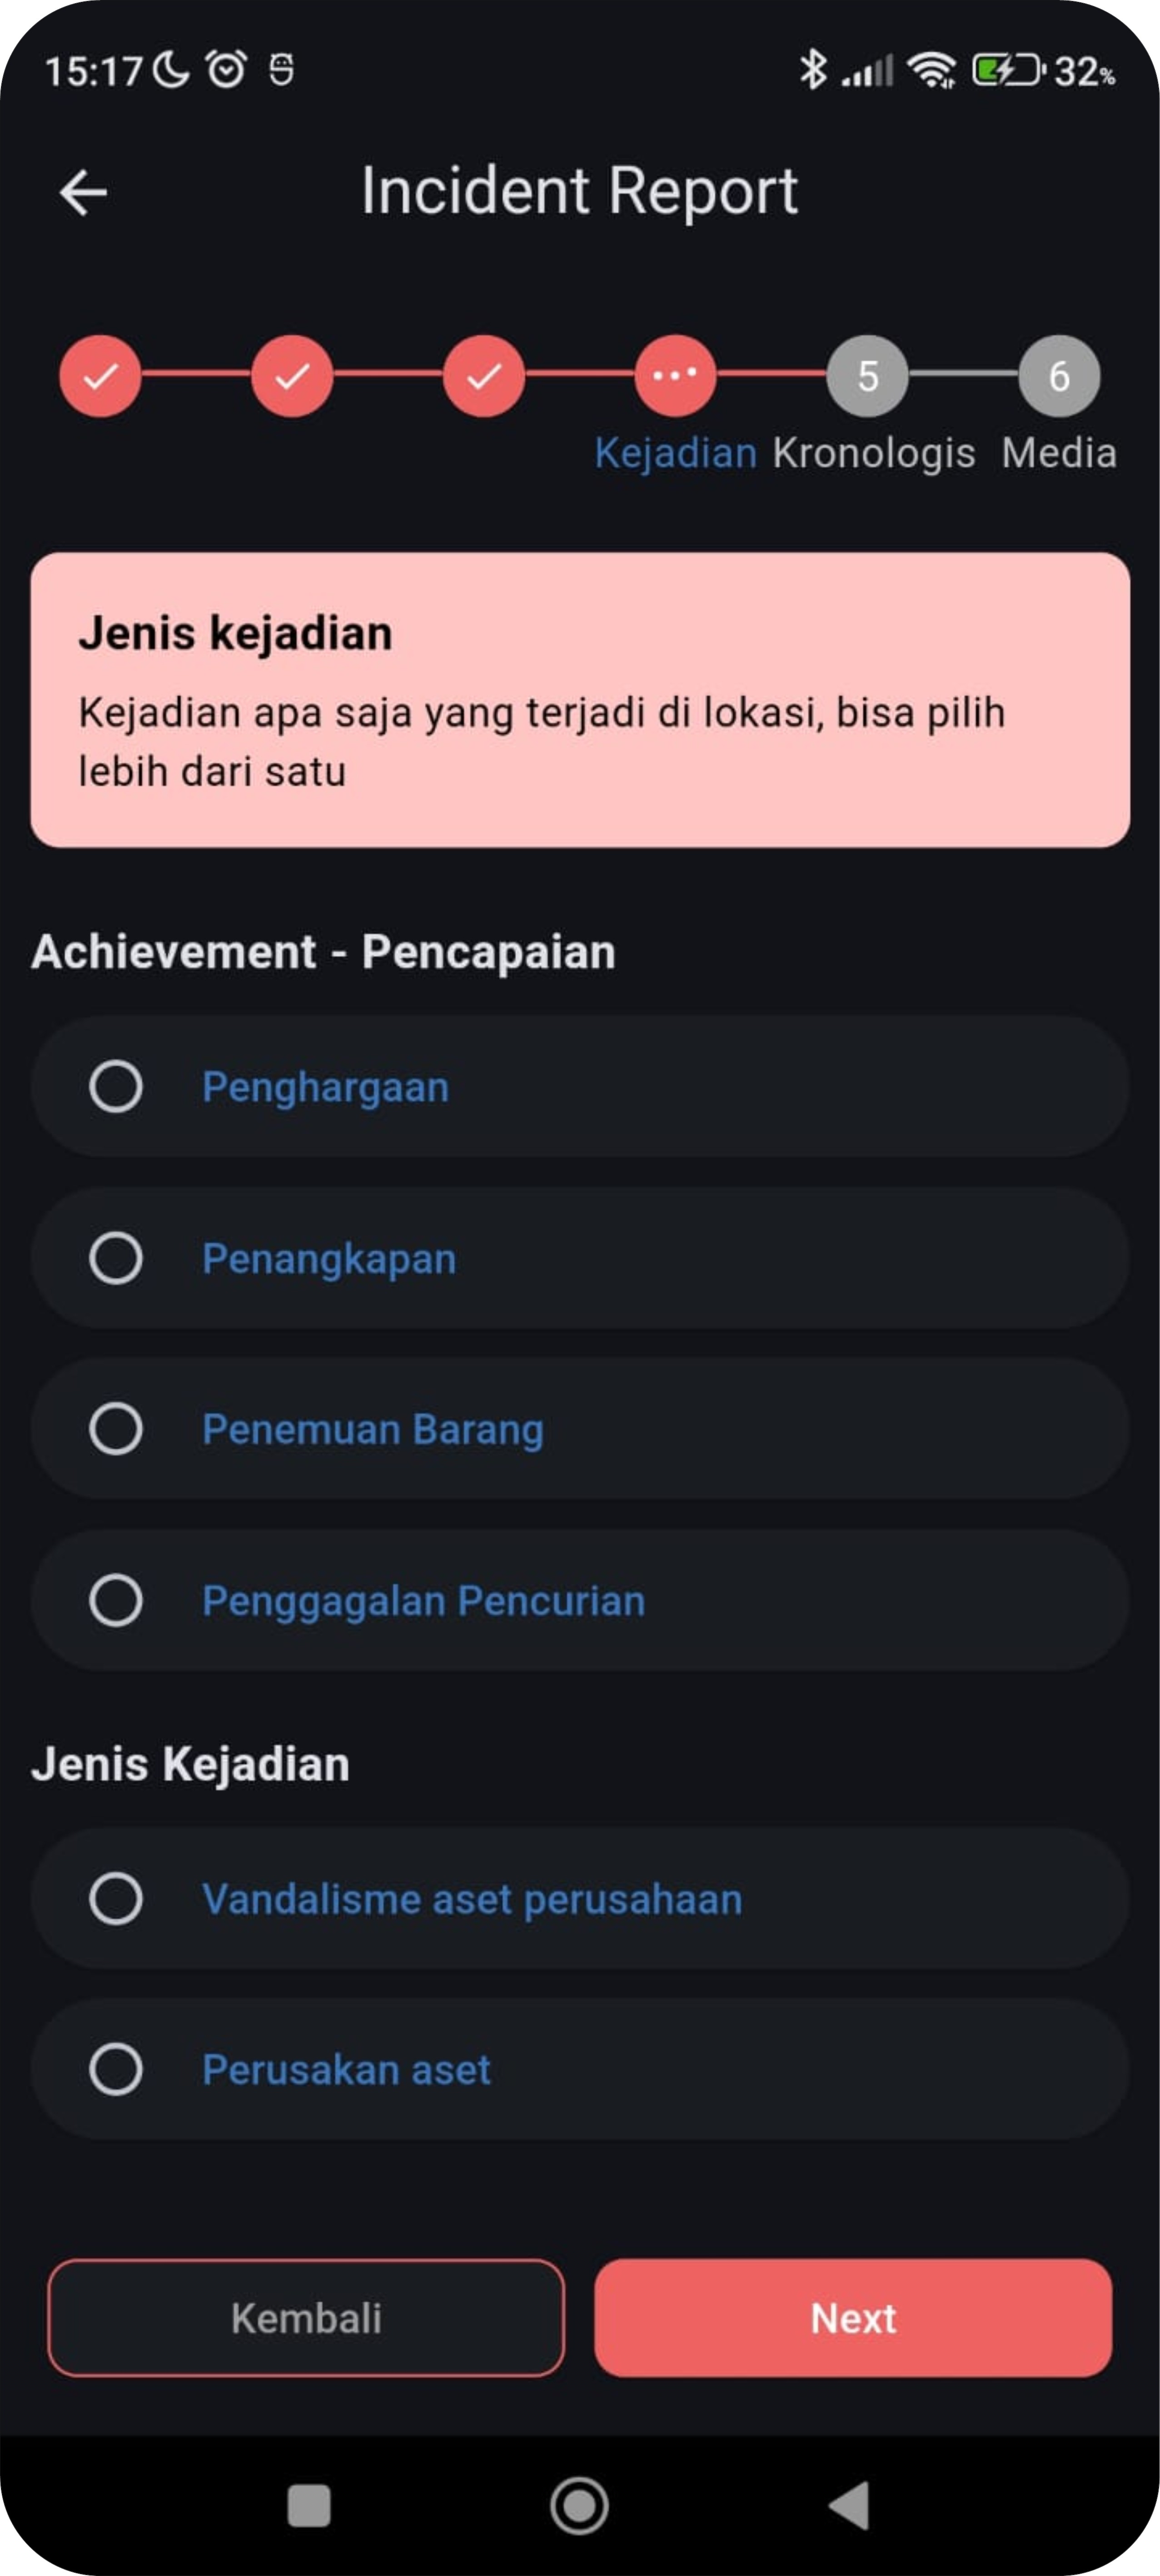 15:17 32%
Incident Report
5 6
Kejadian Kronologis Media
Jenis kejadian
Kejadian apa saja yang terjadi di lokasi, bisa pilih
lebih dari satu
Achievement - Pencapaian
Penghargaan
Penangkapan
Penemuan Barang
Penggagalan Pencurian
Jenis Kejadian
Vandalisme aset perusahaan
Perusakan aset
Kembali Next